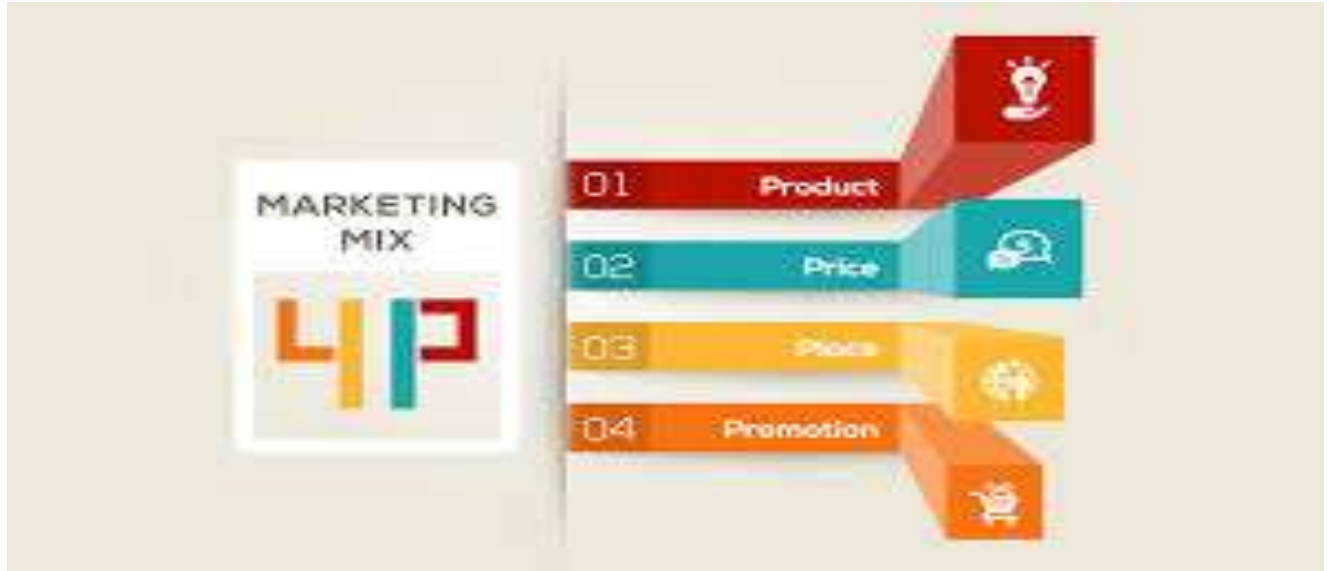 MARKETING
MIX
4P
01 Product
02 Price
03 Place
04 Promotion